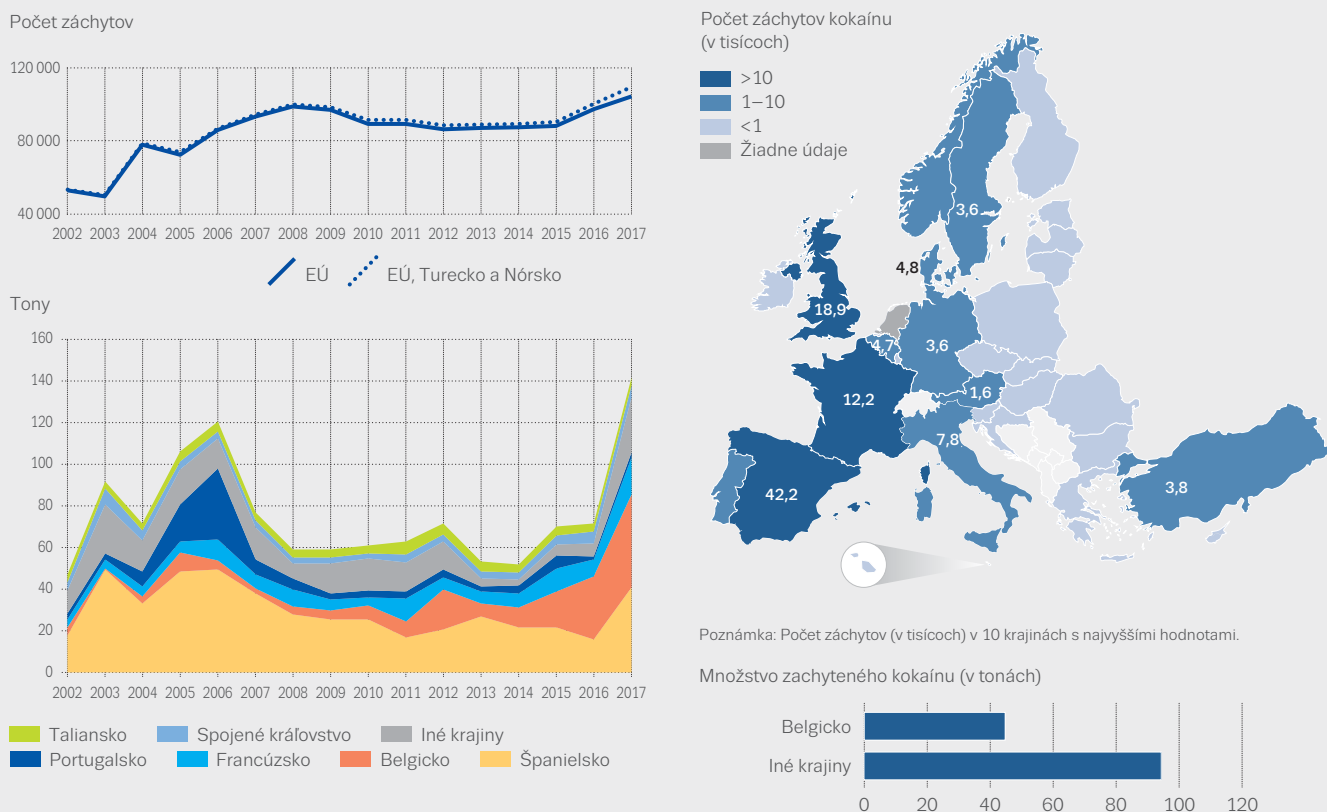 Počet záchytov
120 000
80 000
40 000
2002 2003 2004 2005 2006 2007 2008 2009 2010 2011 2012 2013 2014 2015 2016 2017
EÚ EÚ, Turecko a Nórsko
Tony
160
140
120
100
80
60
40
20
0
2002 2003 2004 2005 2006 2007 2008 2009 2010 2011 2012 2013 2014 2015 2016 2017
Taliansko Spojené kráľovstvo Iné krajiny
Portugalsko Francúzsko Belgicko Španielsko
Počet záchytov kokaínu
(v tisícoch)
>10
1–10
<1
Žiadne údaje
3,6
4,8
18,9
4,7
3,6
12,2
1,6
7,8
42,2
3,8
Poznámka: Počet záchytov (v tisícoch) v 10 krajinách s najvyššími hodnotami.
Množstvo zachyteného kokaínu (v tonách)
Belgicko
Iné krajiny
0 20 40 60 80 100 120